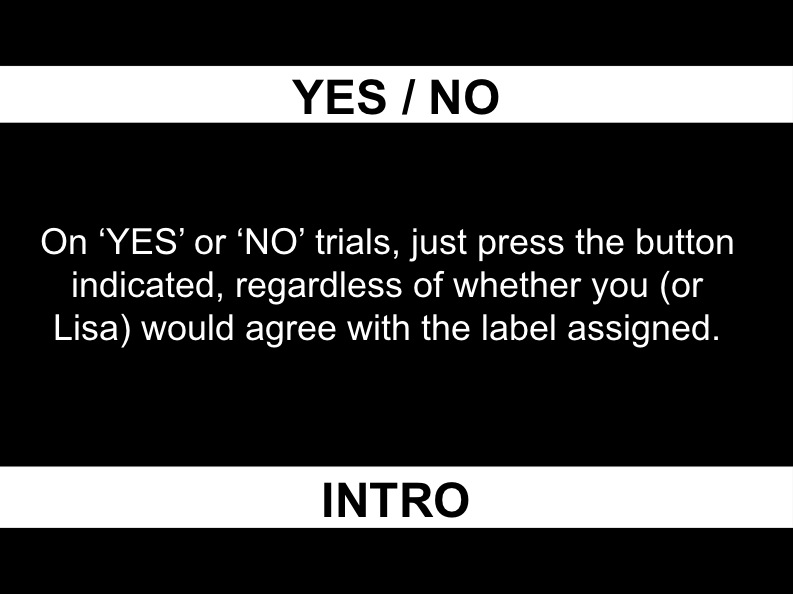 YES / NO
On ‘YES’ or ‘NO’ trials, just press the button
indicated, regardless of whether you (or
Lisa) would agree with the label assigned.
INTRO